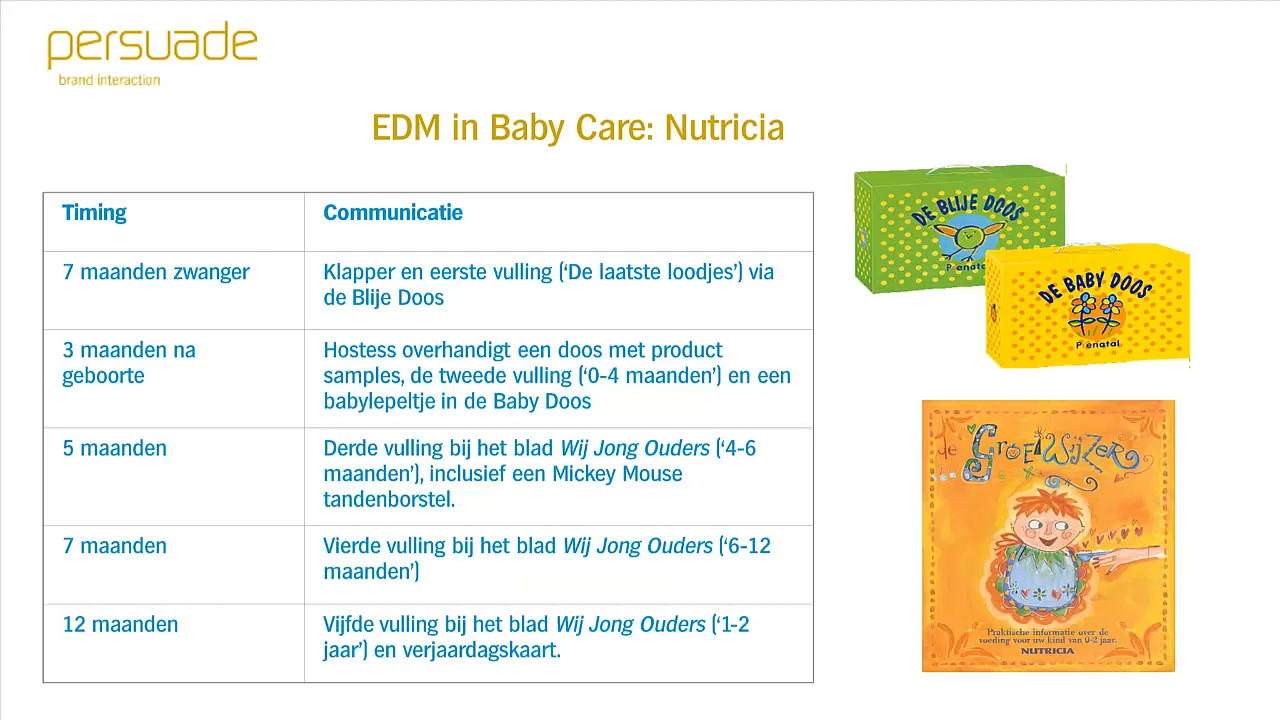 persuade
brand interaction
EDM in Baby Care: Nutricia
Timing
Communicatie
7 maanden zwanger
Klapper en eerste vulling (‘De laatste loodjes’) via
de Blije Doos
3 maanden na
geboorte
Hostess overhandigt een doos met product
samples, de tweede vulling (‘0-4 maanden’) en een
babylepeltje in de Baby Doos
5 maanden
Derde vulling bij het blad Wij Jong Ouders (‘4-6
maanden’), inclusief een Mickey Mouse
tandenborstel.
7 maanden
Vierde vulling bij het blad Wij Jong Ouders (‘6-12
maanden’)
12 maanden
Vijfde vulling bij het blad Wij Jong Ouders (‘1-2
jaar’) en verjaardagskaart.
DE BLIJE DOOS
DE BABY DOOS
Prénatal
de GROEIWIJZER
Praktische informatie over de
voeding voor uw kind van 0-2 jaar.
NUTRICIA